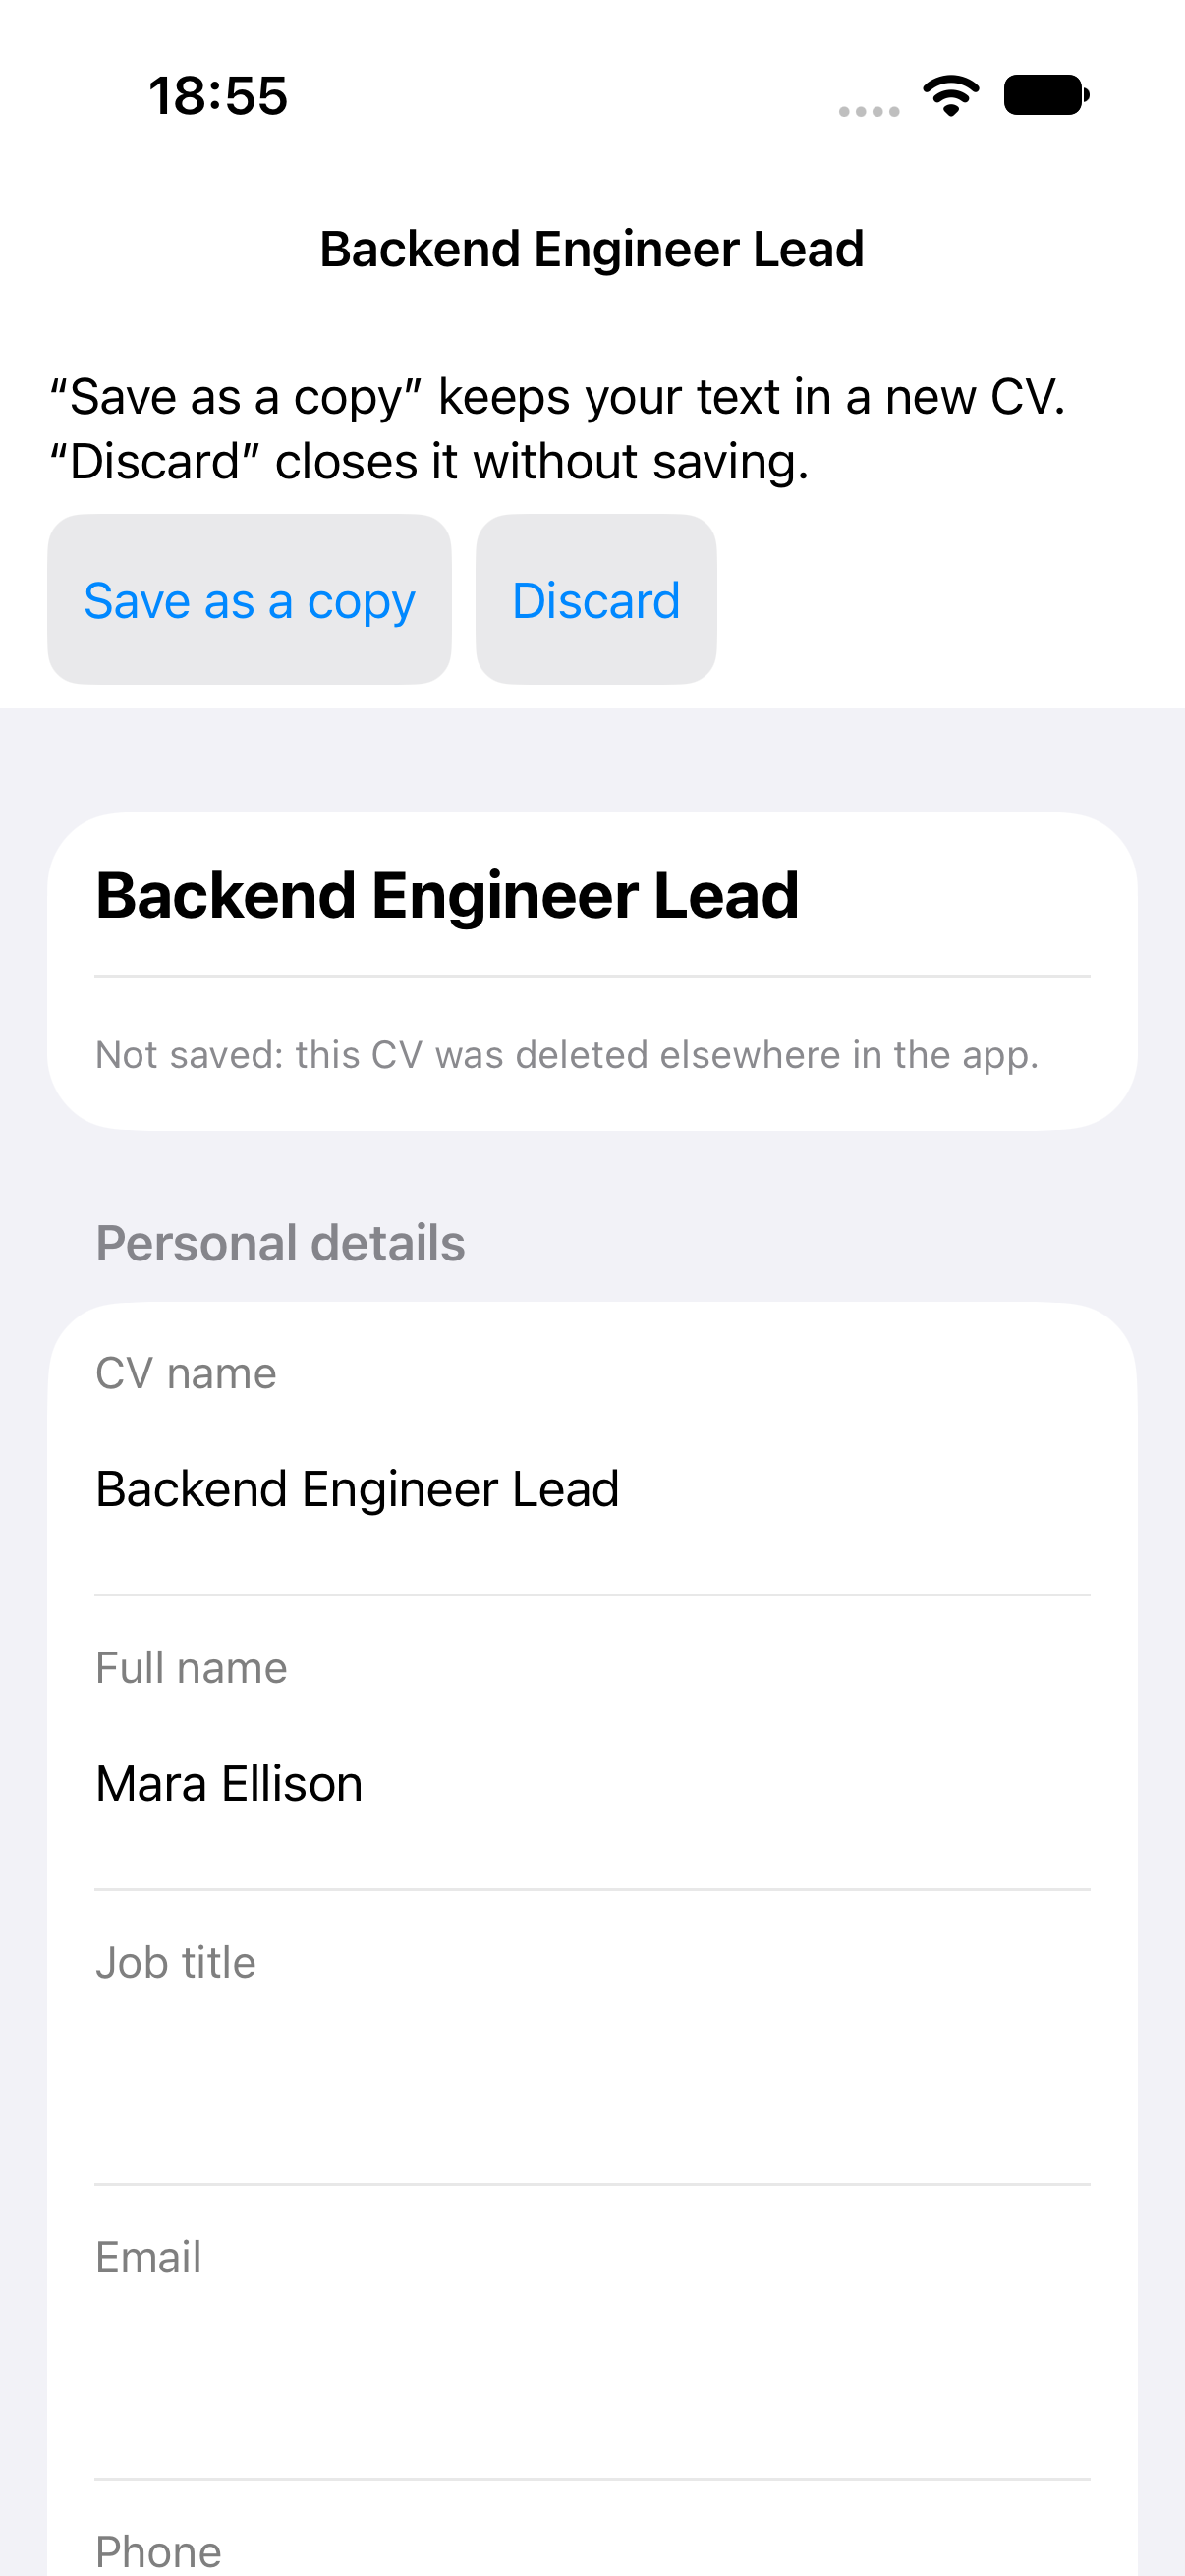 18:55
Backend Engineer Lead
“Save as a copy” keeps your text in a new CV.
“Discard” closes it without saving.
Save as a copy
Discard
Backend Engineer Lead
Not saved: this CV was deleted elsewhere in the app.
Personal details
CV name
Backend Engineer Lead
Full name
Mara Ellison
Job title
Email
Phone